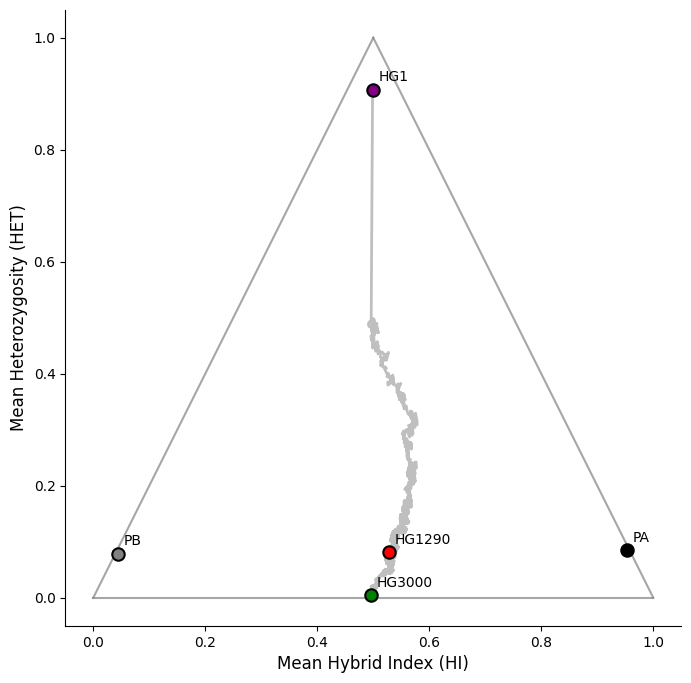 1.0
0.8
0.6
0.4
0.2
0.0
Mean Heterozygosity (HET)
HG1
PB
HG1290
PA
HG3000
0.0 0.2 0.4 0.6 0.8 1.0
Mean Hybrid Index (HI)